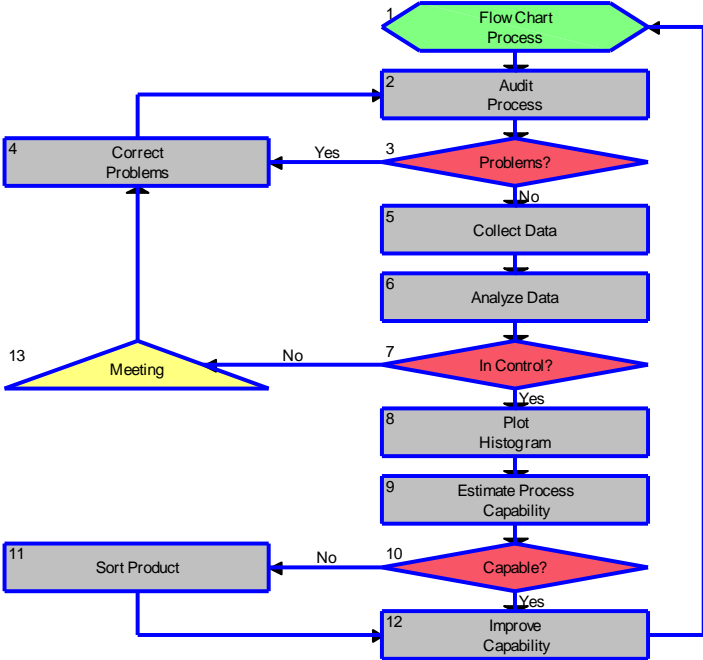 1
Flow Chart
Process
2
Audit
Process
3
Problems?
Yes
4
Correct
Problems
No
5
Collect Data
6
Analyze Data
7
In Control?
No
13
Meeting
Yes
8
Plot
Histogram
9
Estimate Process
Capability
10
Capable?
No
11
Sort Product
Yes
12
Improve
Capability